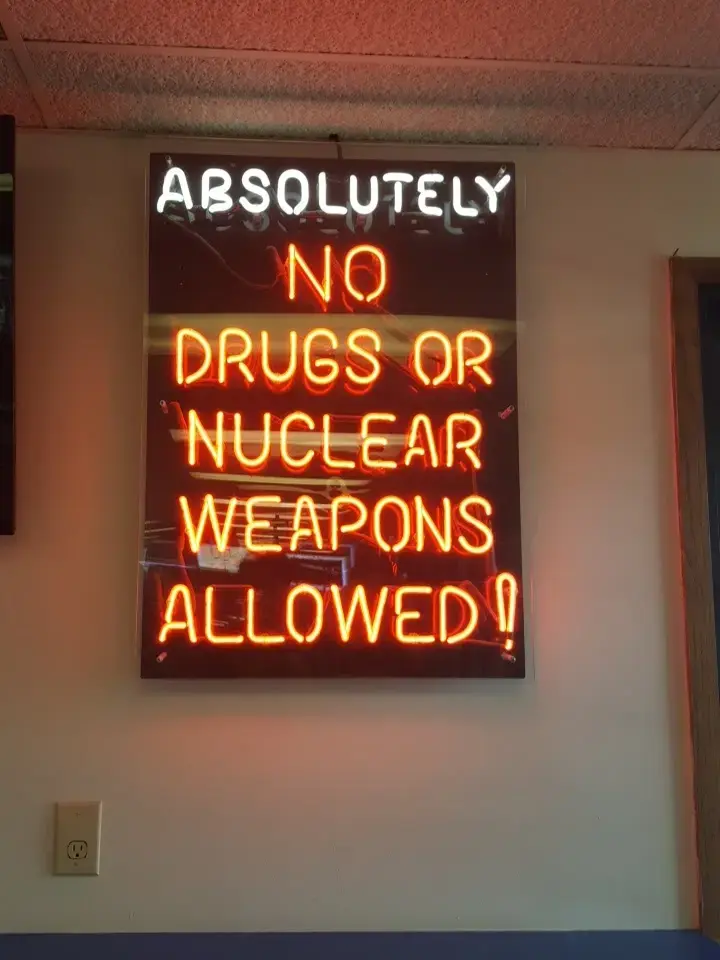 ABSOLUTELY
NO
DRUGS OR
NUCLEAR
WEAPONS
ALLOWED!